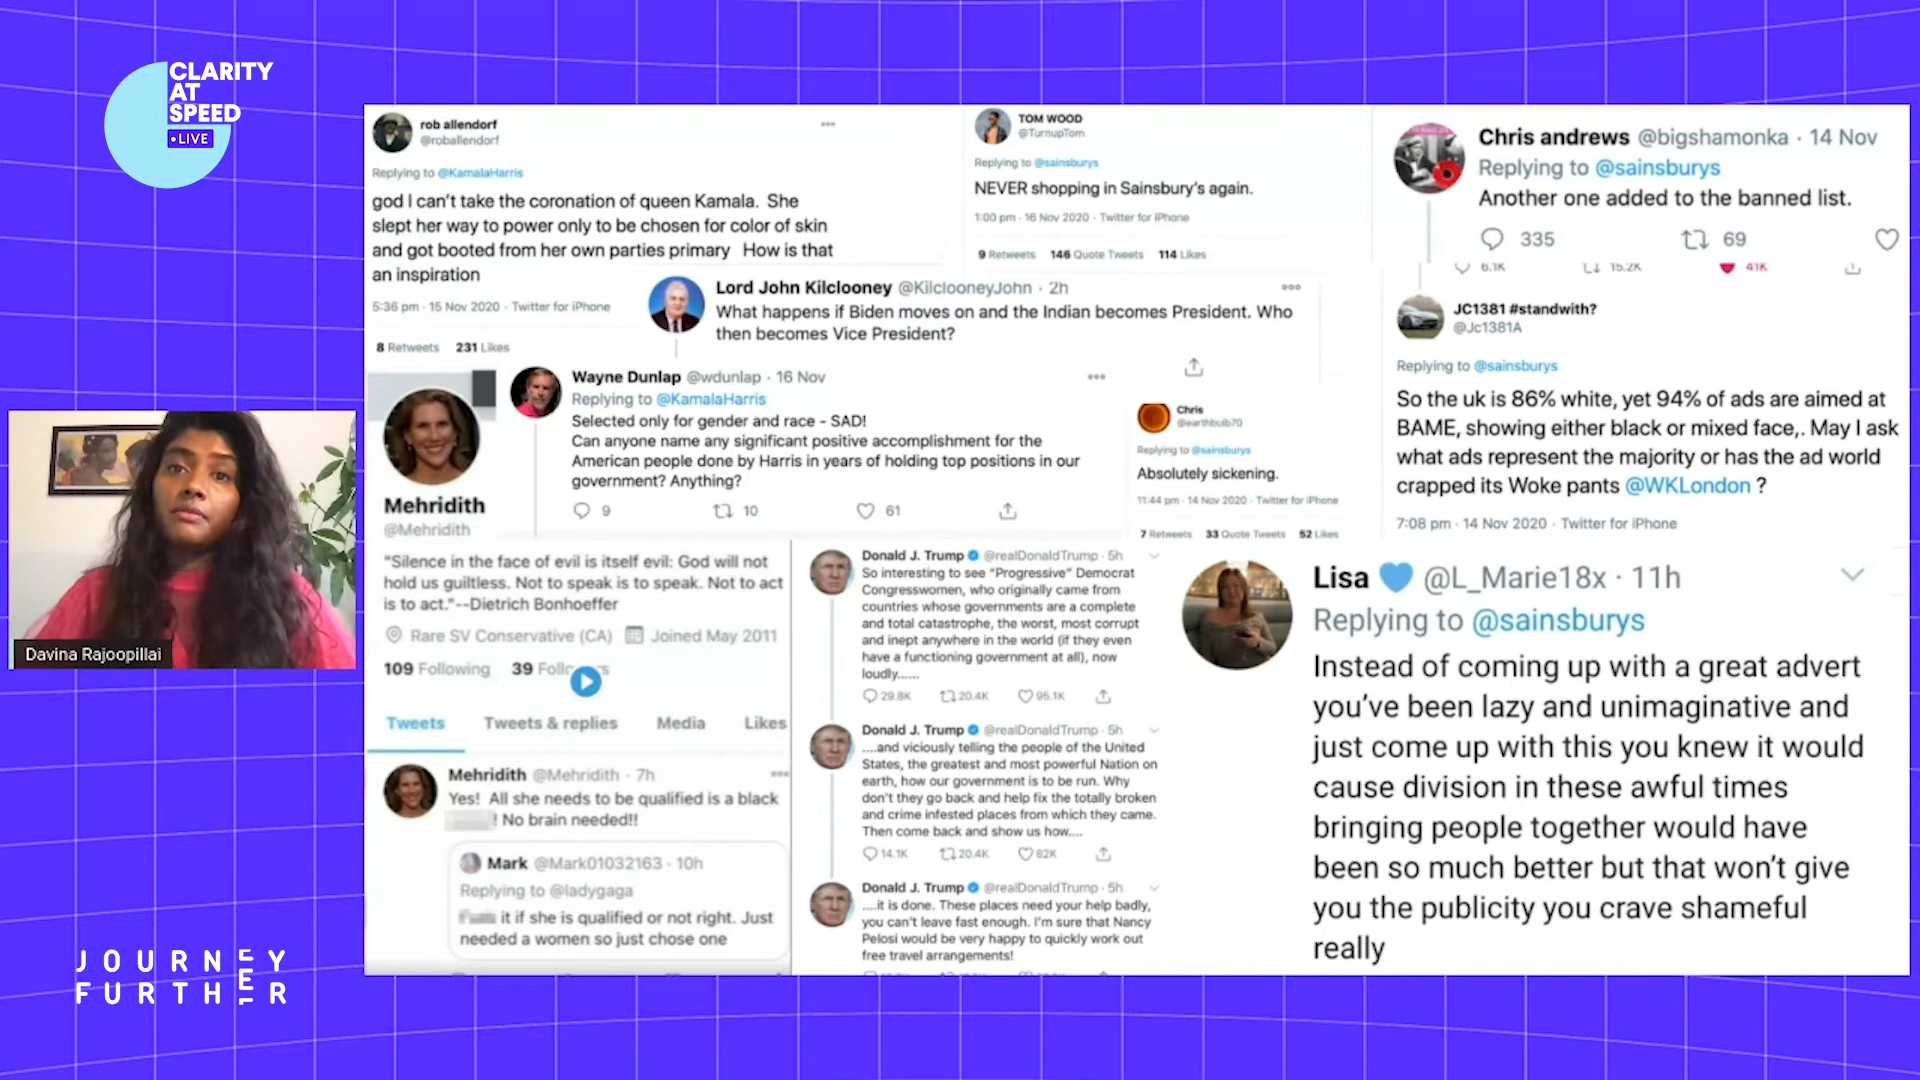 CLARITY
AT
SPEED
•LIVE
rob allendorf
@roballendorf
Replying to @KamalaHarris
god I can't take the coronation of queen Kamala. She
slept her way to power only to be chosen for color of skin
and got booted from her own parties primary How is that
an inspiration
5:36 pm · 15 Nov 2020 · Twitter for iPhone
8 Retweets 231 Likes
TOM WOOD
@TurnupTom
Replying to @sainsburys
NEVER shopping in Sainsbury's again.
1:00 pm · 16 Nov 2020 · Twitter for iPhone
9 Retweets 146 Quote Tweets 114 Likes
Chris andrews @bigshamonka · 14 Nov
Replying to @sainsburys
Another one added to the banned list.
335 69
6.1K 15.2K 41K
Lord John Kilclooney @KilclooneyJohn · 2h
What happens if Biden moves on and the Indian becomes President. Who
then becomes Vice President?
JC1381 #standwith?
@Jc1381A
Replying to @sainsburys
So the uk is 86% white, yet 94% of ads are aimed at
BAME, showing either black or mixed face,. May I ask
what ads represent the majority or has the ad world
crapped its Woke pants @WKLondon ?
7:08 pm · 14 Nov 2020 · Twitter for iPhone
Wayne Dunlap @wdunlap · 16 Nov
Replying to @KamalaHarris
Selected only for gender and race - SAD!
Can anyone name any significant positive accomplishment for the
American people done by Harris in years of holding top positions in our
government? Anything?
9 10 61
Chris
@earthbulb70
Replying to @sainsburys
Absolutely sickening.
11:44 pm · 14 Nov 2020 · Twitter for iPhone
7 Retweets 33 Quote Tweets 52 Likes
Mehridith
@Mehridith
"Silence in the face of evil is itself evil: God will not
hold us guiltless. Not to speak is to speak. Not to act
is to act."--Dietrich Bonhoeffer
Rare SV Conservative (CA) Joined May 2011
109 Following 39
Tweets Tweets & replies Media Likes
Mehridith @Mehridith · 7h
Yes! All she needs to be qualified is a black
! No brain needed!!
Mark @Mark01032163 · 10h
Replying to @ladygaga
it if she is qualified or not right. Just
needed a women so just chose one
Donald J. Trump @realDonaldTrump · 5h
So interesting to see "Progressive" Democrat
Congresswomen, who originally came from
countries whose governments are a complete
and total catastrophe, the worst, most corrupt
and inept anywhere in the world (if they even
have a functioning government at all), now
loudly......
29.8K 20.4K 95.1K
Donald J. Trump @realDonaldTrump · 5h
....and viciously telling the people of the United
States, the greatest and most powerful Nation on
earth, how our government is to be run. Why
don't they go back and help fix the totally broken
and crime infested places from which they came.
Then come back and show us how....
14.1K 20.4K 82K
Donald J. Trump @realDonaldTrump · 5h
....it is done. These places need your help badly,
you can't leave fast enough. I'm sure that Nancy
Pelosi would be very happy to quickly work out
free travel arrangements!
Lisa @L_Marie18x · 11h
Replying to @sainsburys
Instead of coming up with a great advert
you've been lazy and unimaginative and
just come up with this you knew it would
cause division in these awful times
bringing people together would have
been so much better but that won't give
you the publicity you crave shameful
really
Davina Rajoopillai
JOURNEY
FURTHER